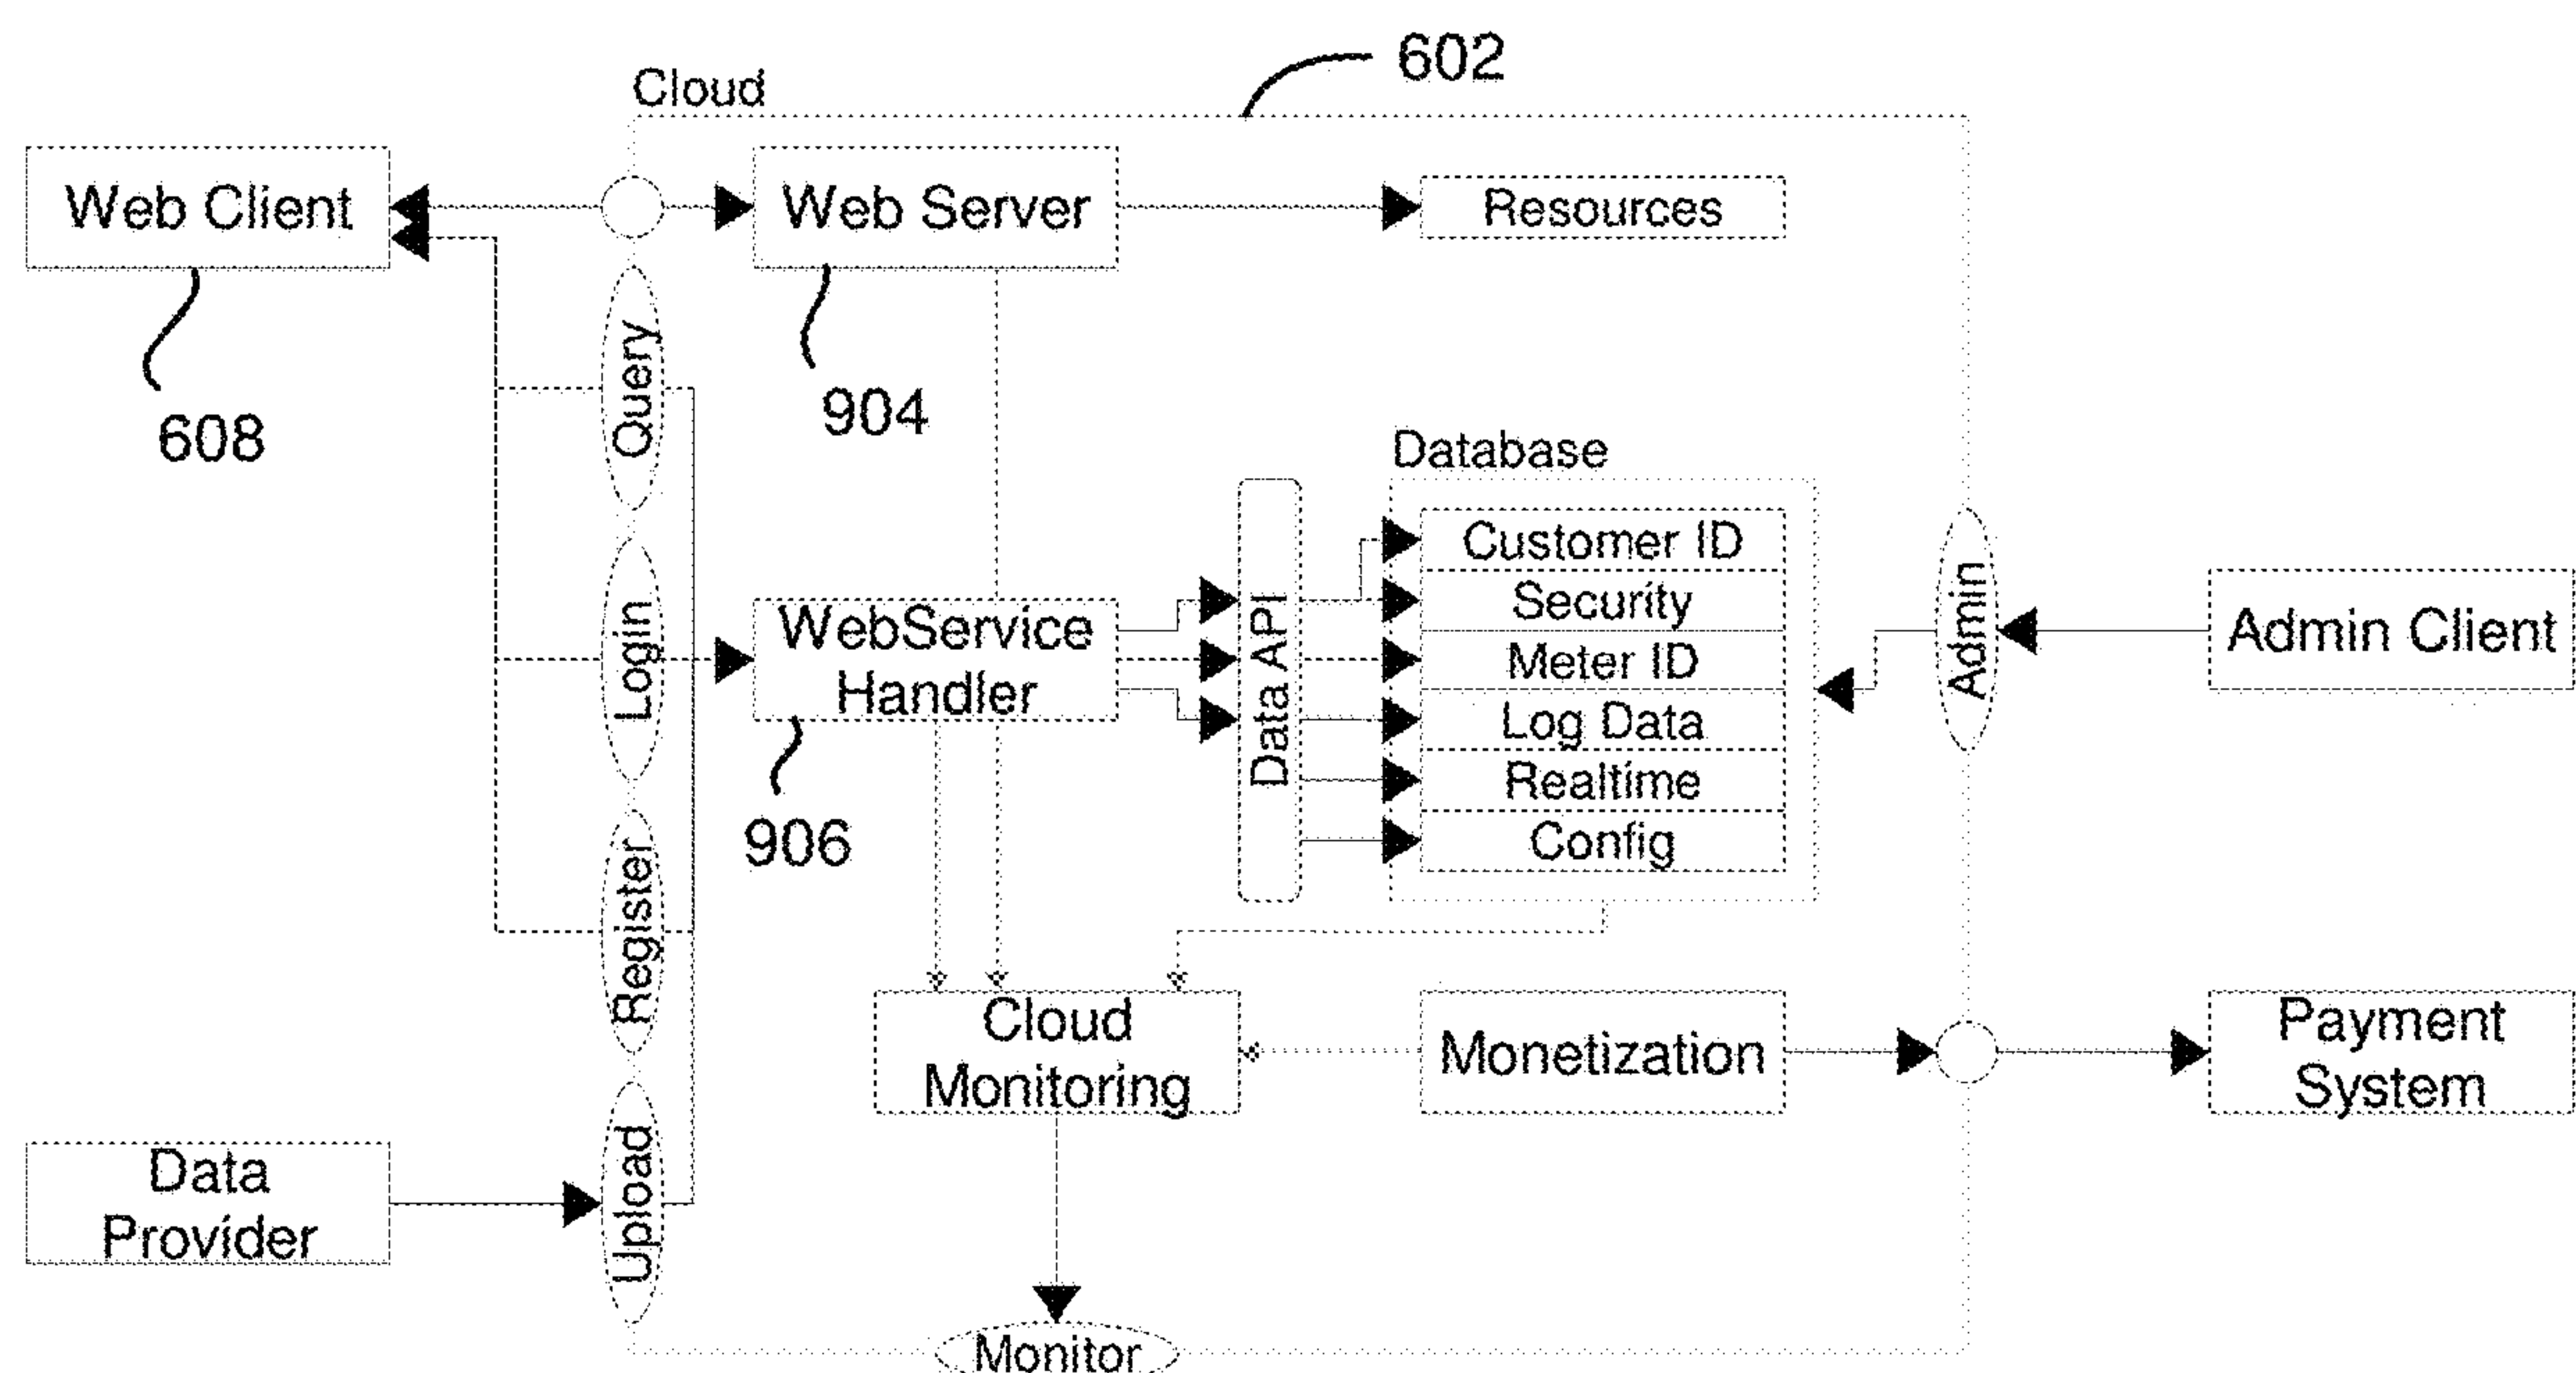 602
Cloud
Web Client
Web Server
Resources
608
904
Query
Login
Register
Upload
WebService
Handler
906
Data API
Database
Customer ID
Security
Meter ID
Log Data
Realtime
Config
Admin
Admin Client
Cloud
Monitoring
Monetization
Payment
System
Data
Provider
Monitor